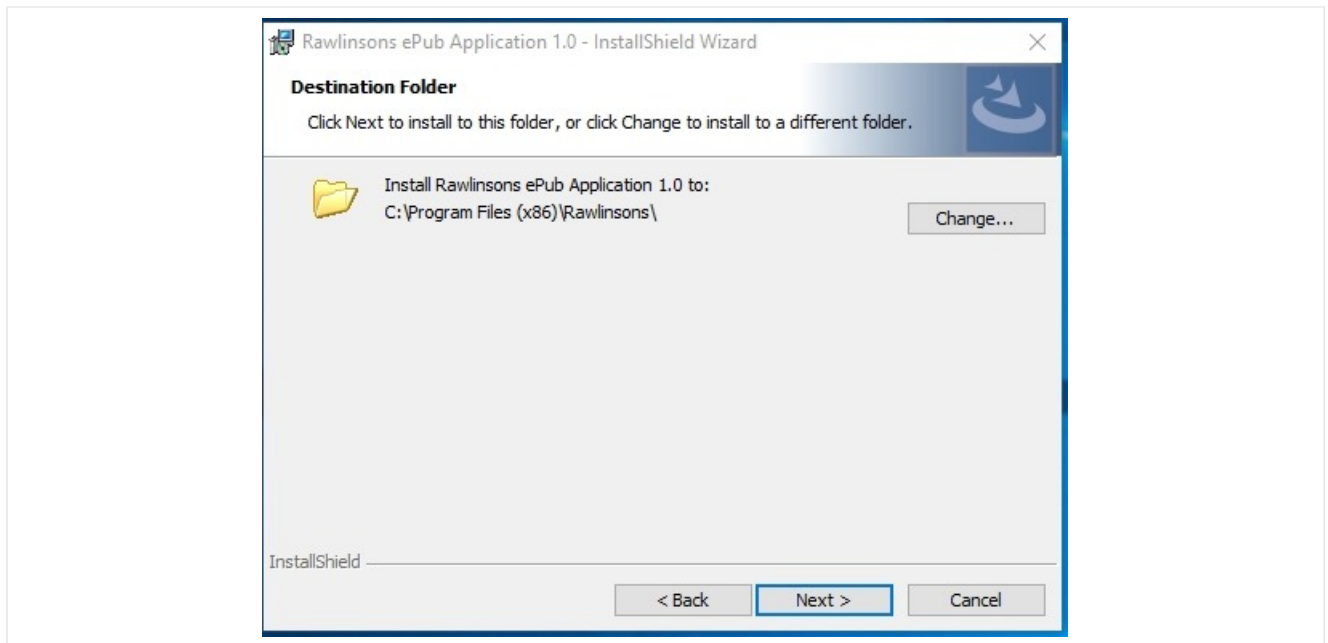 Rawlinsons ePub Application 1.0 - InstallShield Wizard
Destination Folder
Click Next to install to this folder, or click Change to install to a different folder.
Install Rawlinsons ePub Application 1.0 to:
C:\Program Files (x86)\Rawlinsons\
Change...
InstallShield
< Back
Next >
Cancel